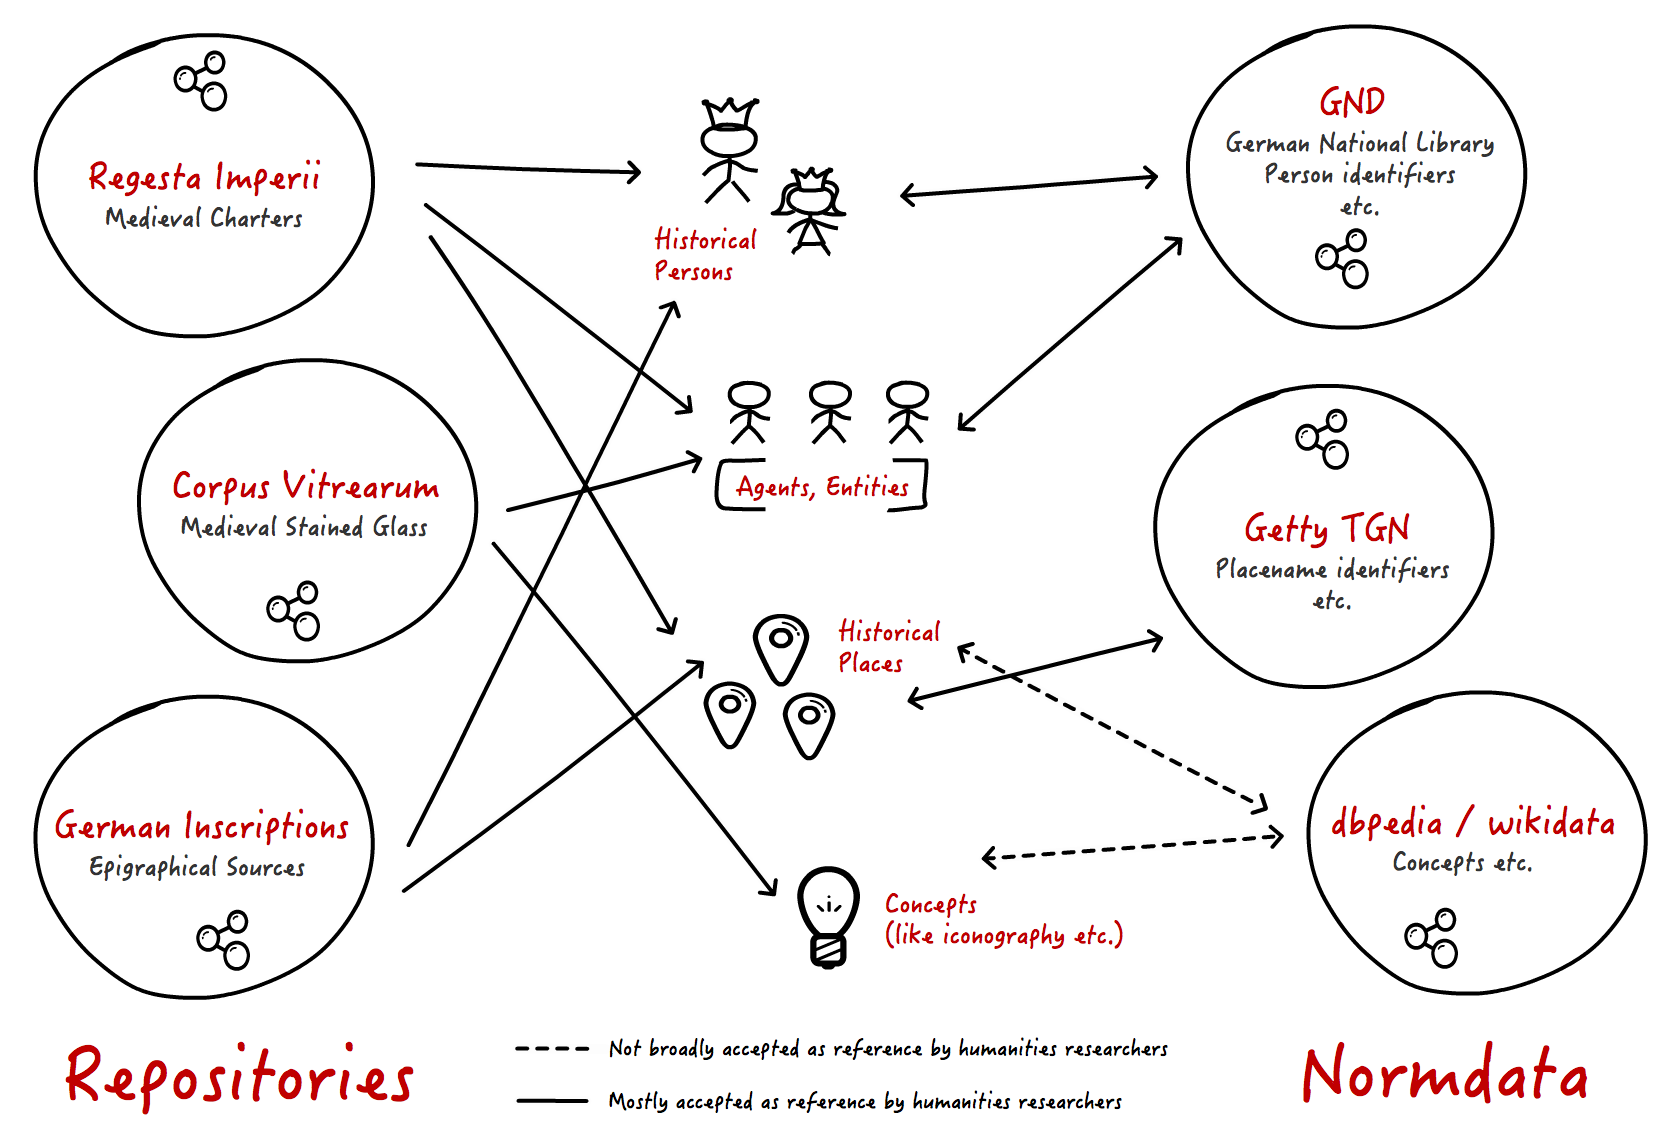 Regesta Imperii
Medieval Charters
Corpus Vitrearum
Medieval Stained Glass
German Inscriptions
Epigraphical Sources
Repositories
Historical
Persons
Agents, Entities
Historical
Places
Concepts
(like iconography etc.)
GND
German National Library
Person identifiers
etc.
Getty TGN
Placename identifiers
etc.
dbpedia / wikidata
Concepts etc.
Normdata
Not broadly accepted as reference by humanities researchers
Mostly accepted as reference by humanities researchers